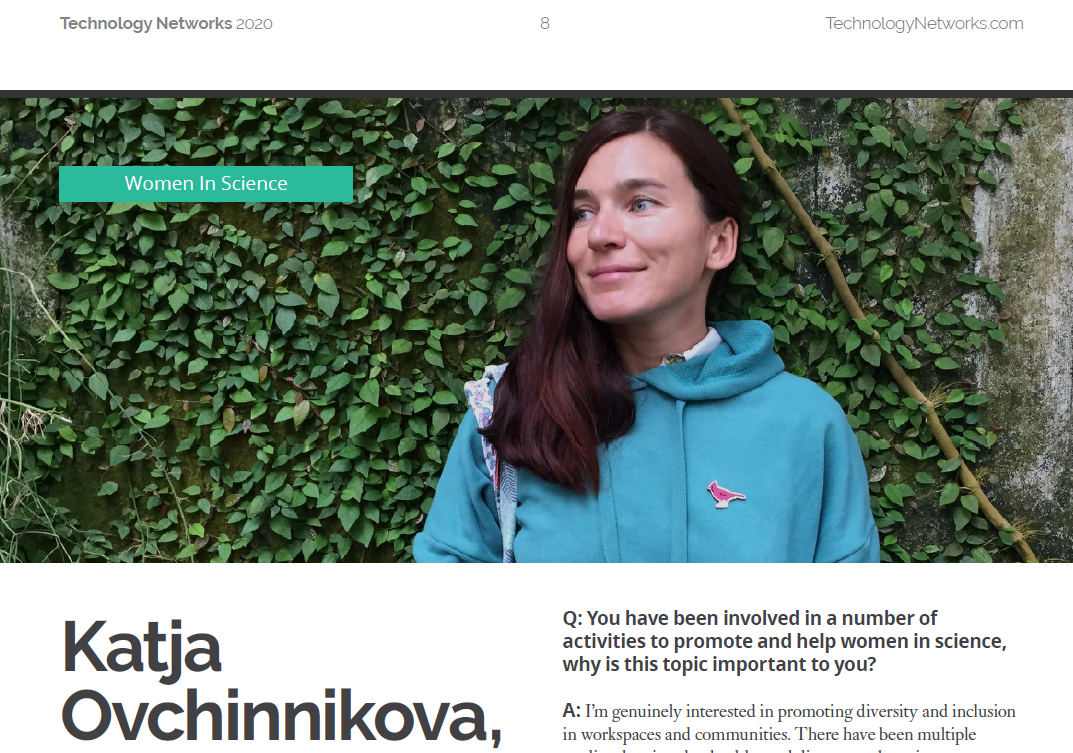 Technology Networks 2020
8
TechnologyNetworks.com
Women In Science
Katja
Ovchinnikova,
Q: You have been involved in a number of
activities to promote and help women in science,
why is this topic important to you?
A: I'm genuinely interested in promoting diversity and inclusion
in workspaces and communities. There have been multiple